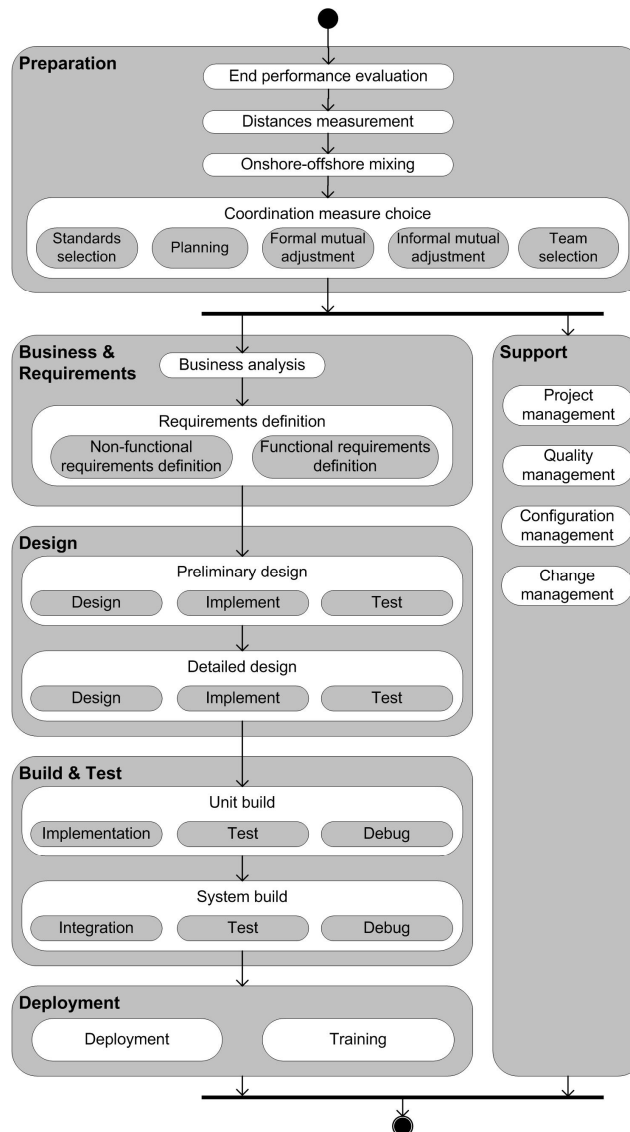 Preparation
End performance evaluation
Distances measurement
Onshore-offshore mixing
Coordination measure choice
Standards
selection
Planning
Formal mutual
adjustment
Informal mutual
adjustment
Team
selection
Business &
Requirements
Business analysis
Requirements definition
Non-functional
requirements definition
Functional requirements
definition
Support
Project
management
Quality
management
Configuration
management
Change
management
Design
Preliminary design
Design
Implement
Test
Detailed design
Design
Implement
Test
Build & Test
Unit build
Implementation
Test
Debug
System build
Integration
Test
Debug
Deployment
Deployment
Training